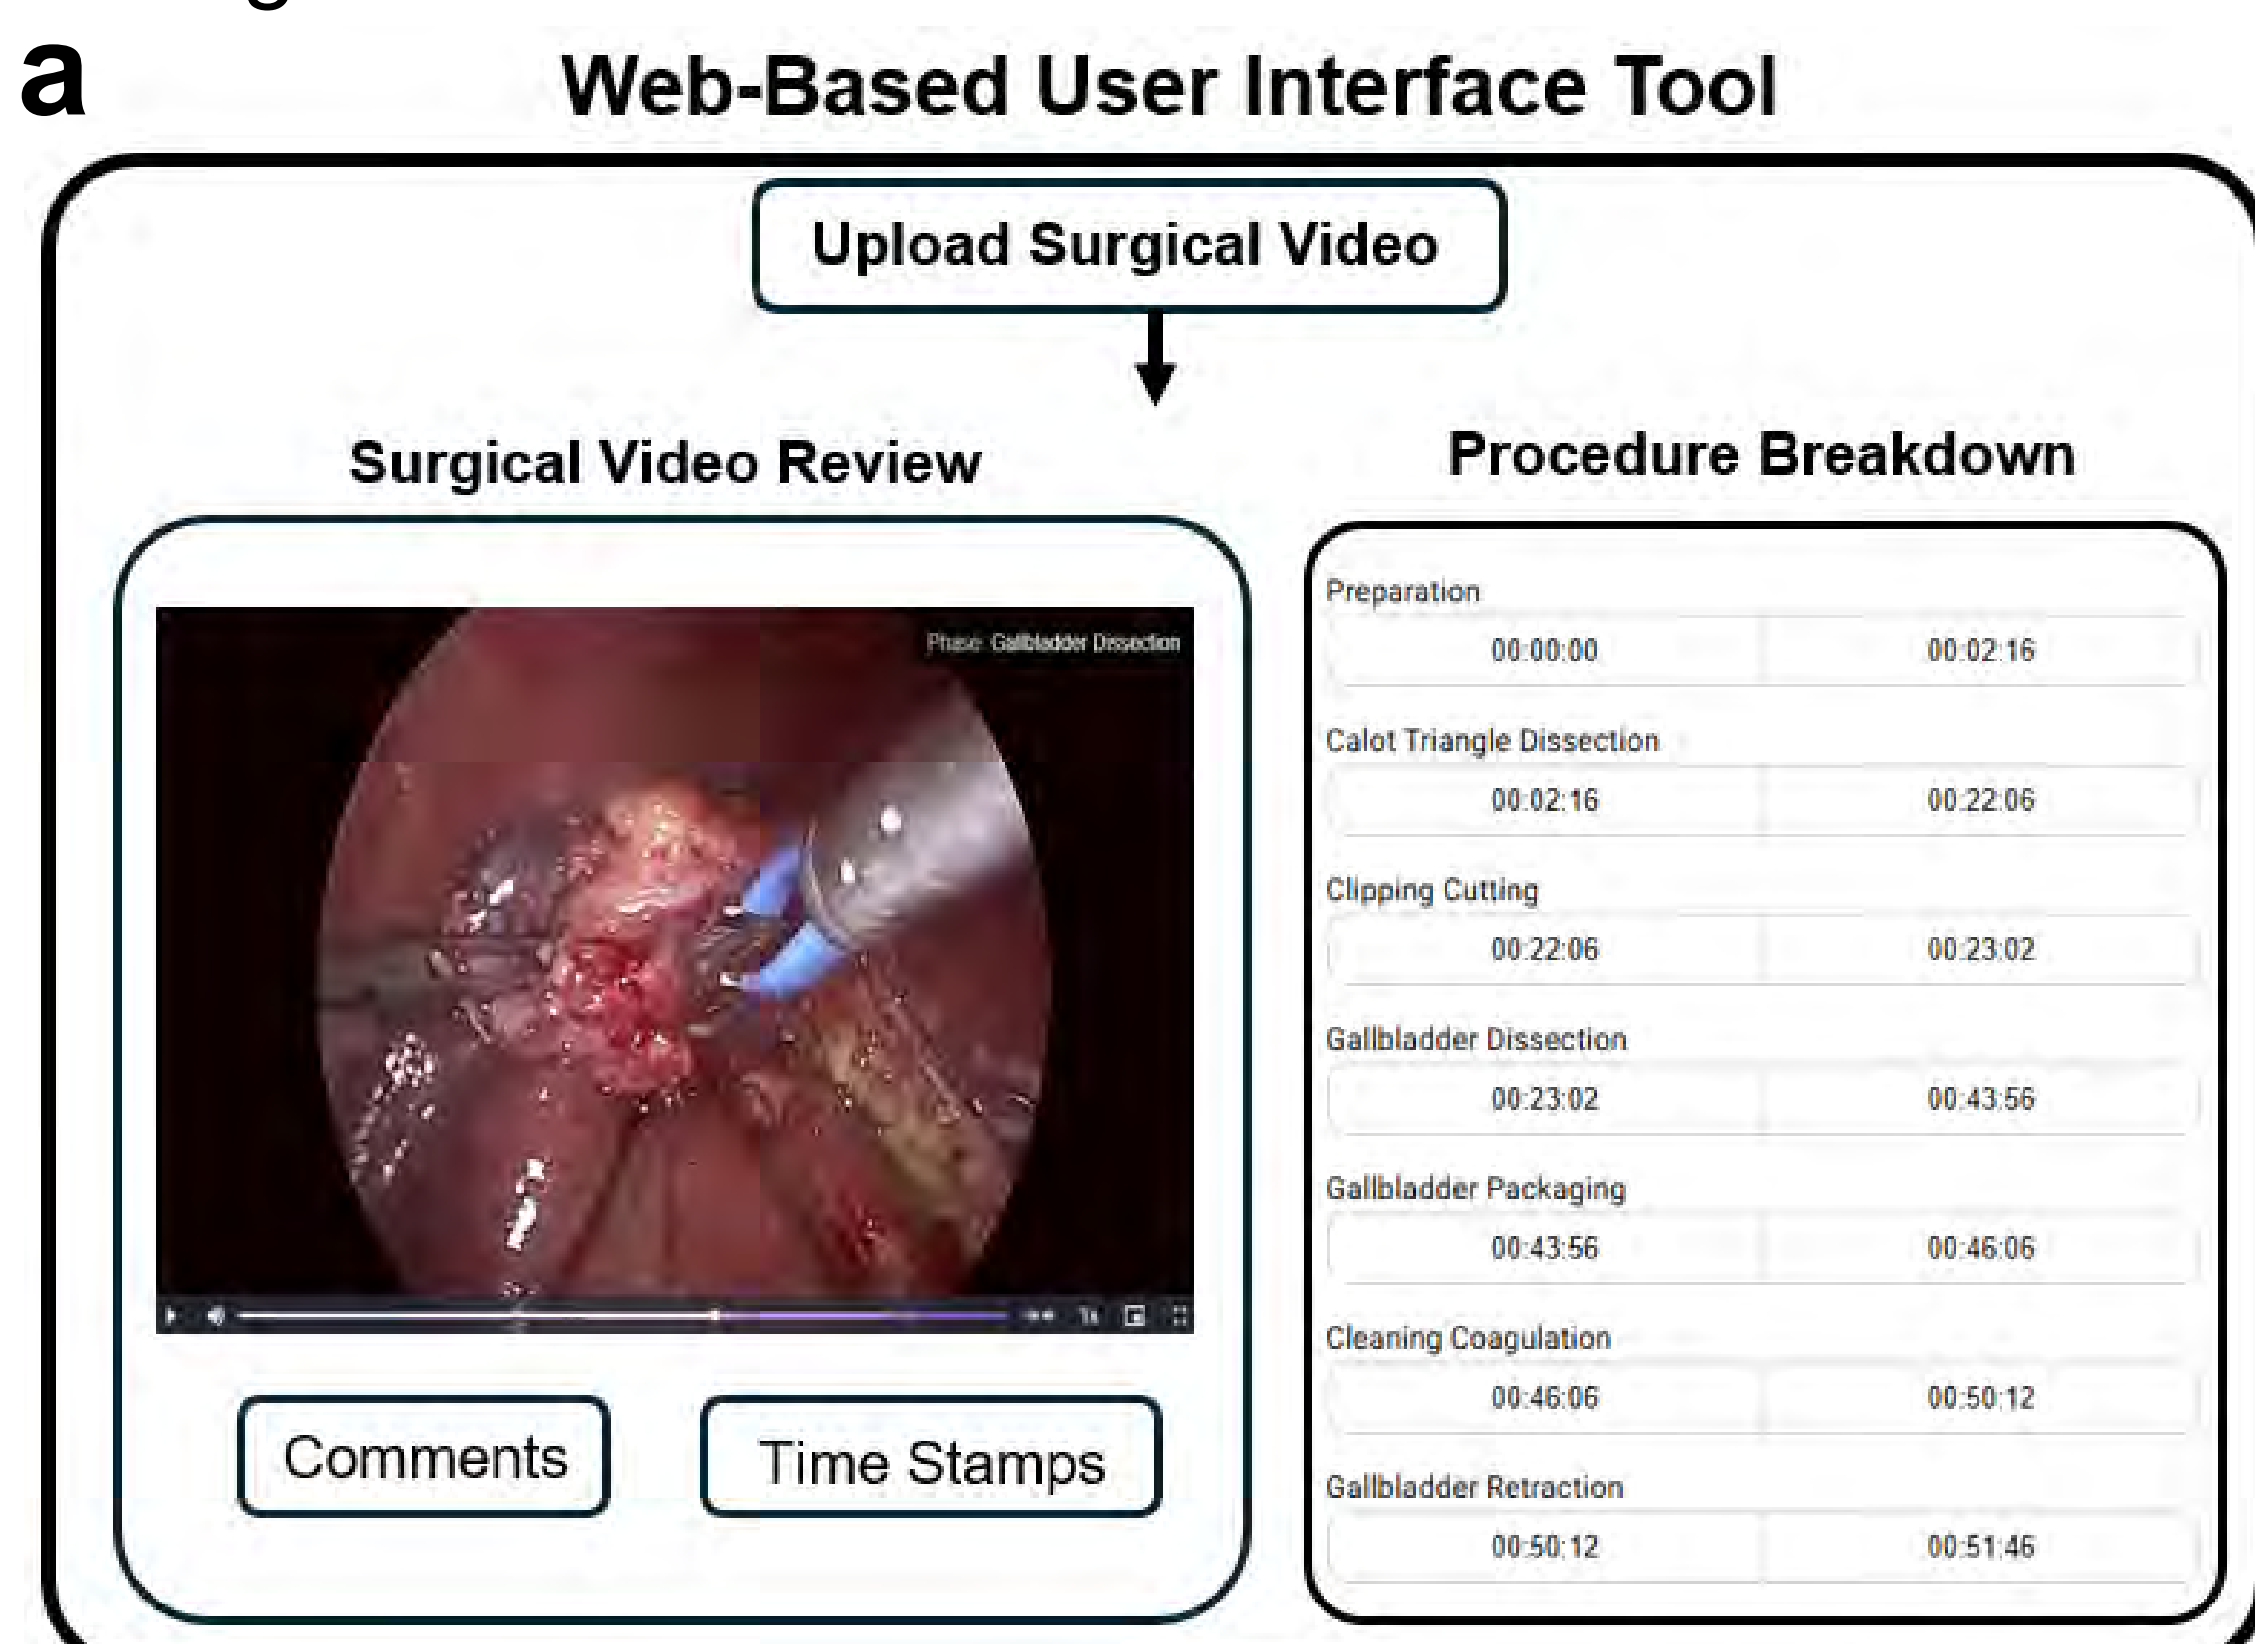 a
Web-Based User Interface Tool
Upload Surgical Video
Surgical Video Review
Phase: Gallbladder Dissection
Comments
Time Stamps
Procedure Breakdown
Preparation
00:00:00 00:02:16
Calot Triangle Dissection
00:02:16 00:22:06
Clipping Cutting
00:22:06 00:23:02
Gallbladder Dissection
00:23:02 00:43:56
Gallbladder Packaging
00:43:56 00:46:06
Cleaning Coagulation
00:46:06 00:50:12
Gallbladder Retraction
00:50:12 00:51:46